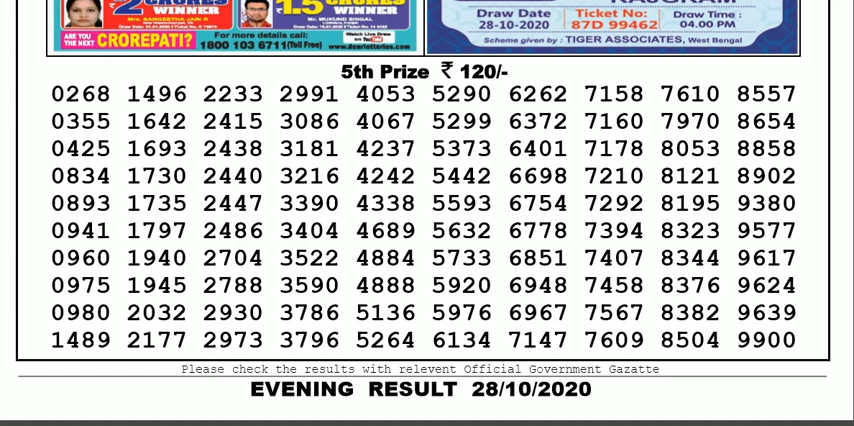 2 CRORES
WINNER
Mrs. SANGEETHA JAIN R
1.5 CRORES
WINNER
Mr. MUKUND SINGAL
ARE YOU
THE NEXT CROREPATI?
For more details call:
1800 103 6711(Toll Free)
Watch Live Draw
on You
www.dearlotteries.com
Draw Date
28-10-2020
Ticket No:
87D 99462
Draw Time :
04.00 PM
Scheme given by : TIGER ASSOCIATES, West Bengal
5th Prize ₹ 120/-
0268 1496 2233 2991 4053 5290 6262 7158 7610 8557
0355 1642 2415 3086 4067 5299 6372 7160 7970 8654
0425 1693 2438 3181 4237 5373 6401 7178 8053 8858
0834 1730 2440 3216 4242 5442 6698 7210 8121 8902
0893 1735 2447 3390 4338 5593 6754 7292 8195 9380
0941 1797 2486 3404 4689 5632 6778 7394 8323 9577
0960 1940 2704 3522 4884 5733 6851 7407 8344 9617
0975 1945 2788 3590 4888 5920 6948 7458 8376 9624
0980 2032 2930 3786 5136 5976 6967 7567 8382 9639
1489 2177 2973 3796 5264 6134 7147 7609 8504 9900
Please check the results with relevent Official Government Gazatte
EVENING RESULT 28/10/2020